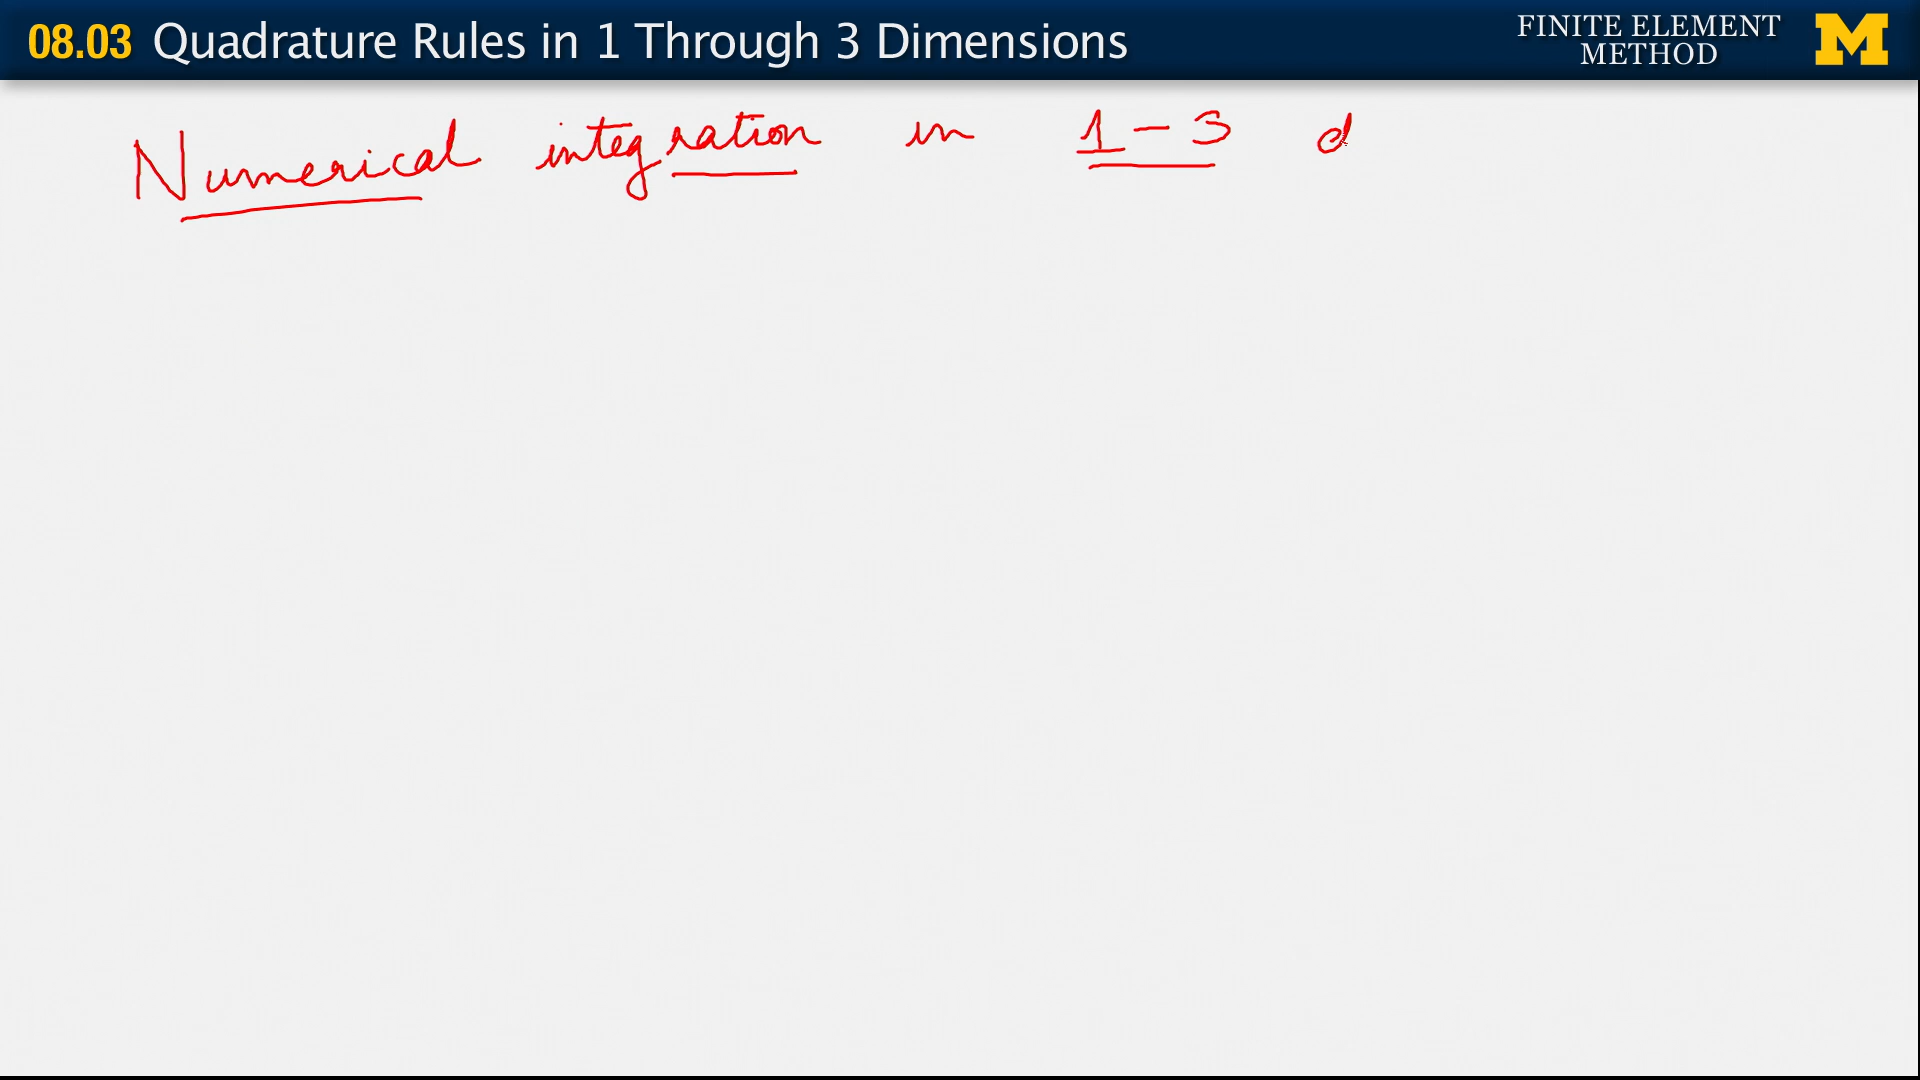 08.03 Quadrature Rules in 1 Through 3 Dimensions
FINITE ELEMENT
METHOD
M
Numerical integration in 1 - 3 d